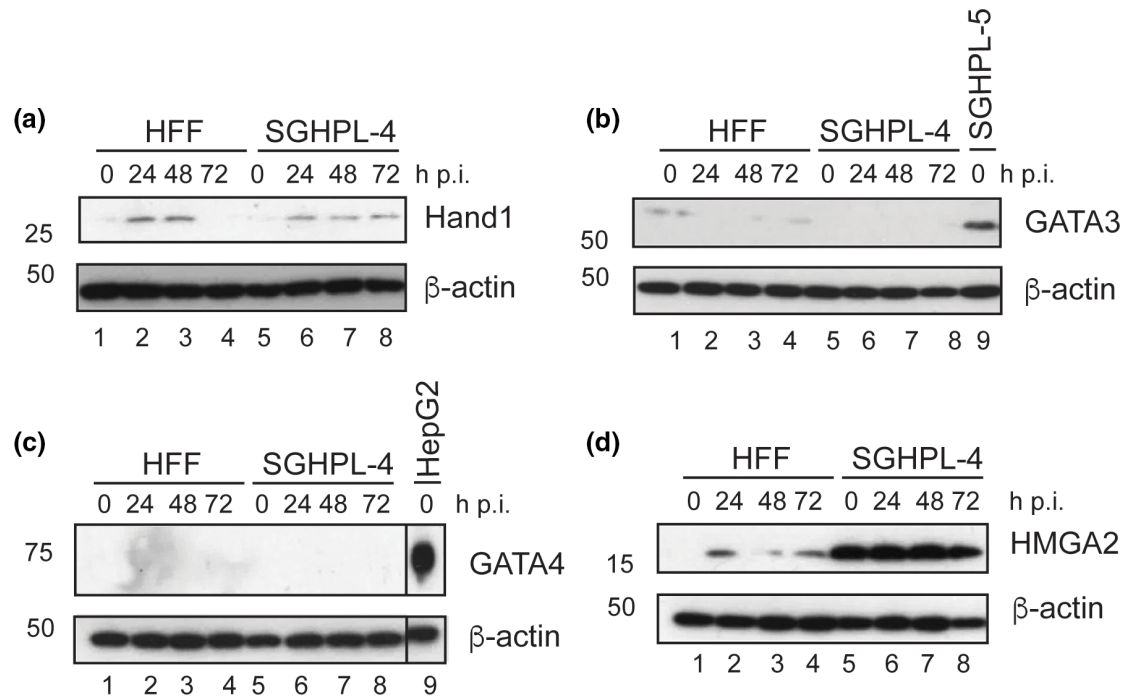 (a)
HFF SGHPL-4
0 24 48 72 0 24 48 72 h p.i.
Hand1
25
50
β-actin
1 2 3 4 5 6 7 8
(b)
HFF SGHPL-4 SGHPL-5
0 24 48 72 0 24 48 72 0 h p.i.
GATA3
50
50
β-actin
1 2 3 4 5 6 7 8 9
(c)
HFF SGHPL-4 HepG2
0 24 48 72 0 24 48 72 0 h p.i.
75
GATA4
50
β-actin
1 2 3 4 5 6 7 8 9
(d)
HFF SGHPL-4
0 24 48 72 0 24 48 72 h p.i.
HMGA2
15
50
β-actin
1 2 3 4 5 6 7 8